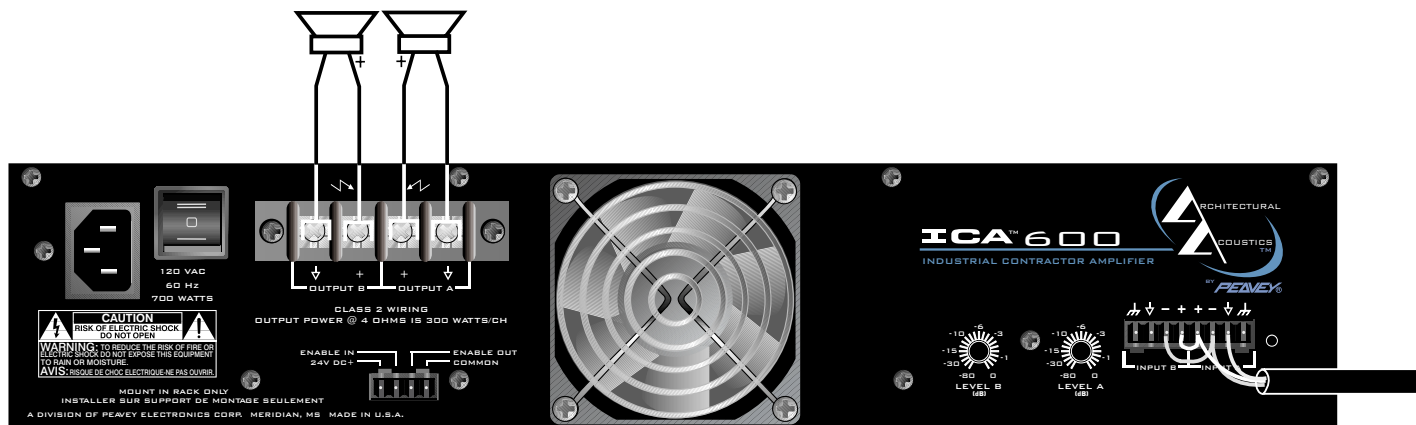 + +
120 VAC
60 Hz
700 WATTS
+ +
OUTPUT B OUTPUT A
CLASS 2 WIRING
OUTPUT POWER @ 4 OHMS IS 300 WATTS/CH
CAUTION
RISK OF ELECTRIC SHOCK
DO NOT OPEN
WARNING: TO REDUCE THE RISK OF FIRE OR
ELECTRIC SHOCK DO NOT EXPOSE THIS EQUIPMENT
TO RAIN OR MOISTURE.
AVIS: RISQUE DE CHOC ELECTRIQUE-NE PAS OUVRIR.
ENABLE IN ENABLE OUT
24V DC+ COMMON
MOUNT IN RACK ONLY
INSTALLER SUR SUPPORT DE MONTAGE SEULEMENT
A DIVISION OF PEAVEY ELECTRONICS CORP. MERIDIAN, MS MADE IN U.S.A.
ICA™ 600
INDUSTRIAL CONTRACTOR AMPLIFIER
ARCHITECTURAL
ACOUSTICS
TM
BY PEAVEY®
-6
-10 -3
-15 -1
-30
-80 0
LEVEL B
(dB)
-6
-10 -3
-15 -1
-30
-80 0
LEVEL A
(dB)
- + + -
INPUT B INPUT